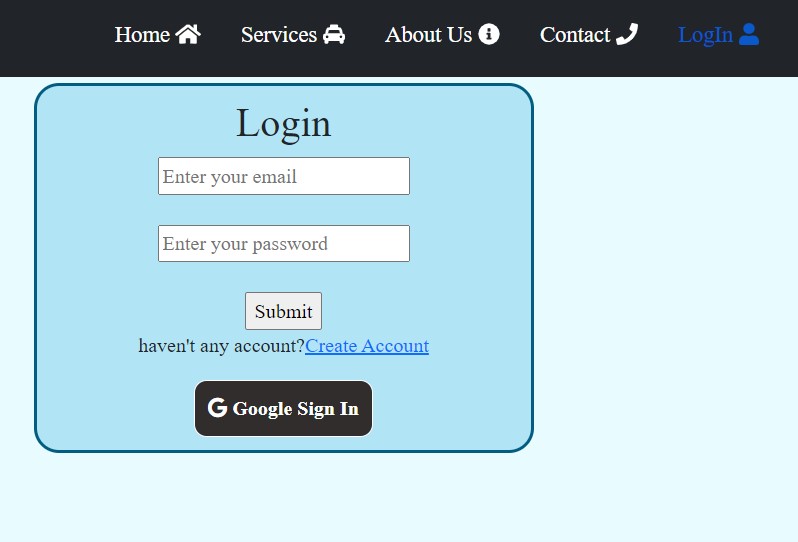 Home Services About Us Contact LogIn
Login
Enter your email
Enter your password
Submit
haven't any account?Create Account
G Google Sign In